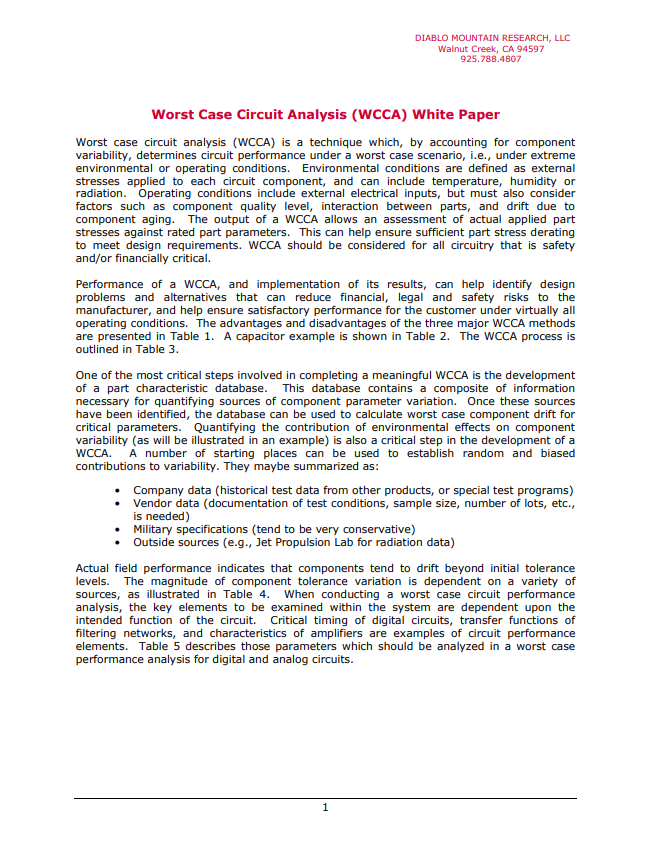 DIABLO MOUNTAIN RESEARCH, LLC
Walnut Creek, CA 94597
925.788.4807
Worst Case Circuit Analysis (WCCA) White Paper
Worst case circuit analysis (WCCA) is a technique which, by accounting for component
variability, determines circuit performance under a worst case scenario, i.e., under extreme
environmental or operating conditions. Environmental conditions are defined as external
stresses applied to each circuit component, and can include temperature, humidity or
radiation. Operating conditions include external electrical inputs, but must also consider
factors such as component quality level, interaction between parts, and drift due to
component aging. The output of a WCCA allows an assessment of actual applied part
stresses against rated part parameters. This can help ensure sufficient part stress derating
to meet design requirements. WCCA should be considered for all circuitry that is safety
and/or financially critical.
Performance of a WCCA, and implementation of its results, can help identify design
problems and alternatives that can reduce financial, legal and safety risks to the
manufacturer, and help ensure satisfactory performance for the customer under virtually all
operating conditions. The advantages and disadvantages of the three major WCCA methods
are presented in Table 1. A capacitor example is shown in Table 2. The WCCA process is
outlined in Table 3.
One of the most critical steps involved in completing a meaningful WCCA is the development
of a part characteristic database. This database contains a composite of information
necessary for quantifying sources of component parameter variation. Once these sources
have been identified, the database can be used to calculate worst case component drift for
critical parameters. Quantifying the contribution of environmental effects on component
variability (as will be illustrated in an example) is also a critical step in the development of a
WCCA. A number of starting places can be used to establish random and biased
contributions to variability. They maybe summarized as:
• Company data (historical test data from other products, or special test programs)
• Vendor data (documentation of test conditions, sample size, number of lots, etc.,
is needed)
• Military specifications (tend to be very conservative)
• Outside sources (e.g., Jet Propulsion Lab for radiation data)
Actual field performance indicates that components tend to drift beyond initial tolerance
levels. The magnitude of component tolerance variation is dependent on a variety of
sources, as illustrated in Table 4. When conducting a worst case circuit performance
analysis, the key elements to be examined within the system are dependent upon the
intended function of the circuit. Critical timing of digital circuits, transfer functions of
filtering networks, and characteristics of amplifiers are examples of circuit performance
elements. Table 5 describes those parameters which should be analyzed in a worst case
performance analysis for digital and analog circuits.
1